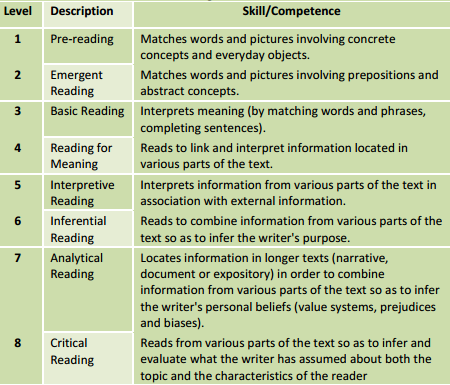 Level Description Skill/Competence
1 Pre-reading Matches words and pictures involving concrete
concepts and everyday objects.
2 Emergent Matches words and pictures involving prepositions and
Reading abstract concepts.
3 Basic Reading Interprets meaning (by matching words and phrases,
completing sentences).
4 Reading for Reads to link and interpret information located in
Meaning various parts of the text.
5 Interpretive Interprets information from various parts of the text in
Reading association with external information.
6 Inferential Reads to combine information from various parts of the
Reading text so as to infer the writer's purpose.
7 Analytical Locates information in longer texts (narrative,
Reading document or expository) in order to combine
information from various parts of the text so as to infer
the writer's personal beliefs (value systems, prejudices
and biases).
8 Critical Reads from various parts of the text so as to infer and
Reading evaluate what the writer has assumed about both the
topic and the characteristics of the reader